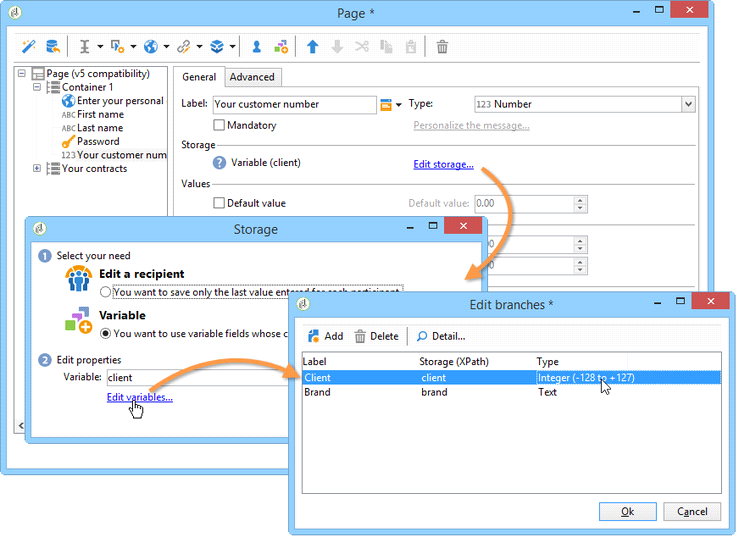 Page *
Page (v5 compatibility)
Container 1
Enter your personal
ABC First name
ABC Last name
Password
123 Your customer num
Your contracts
General
Advanced
Label: Your customer number
Type: 123 Number
Mandatory
Personalize the message...
Storage
Variable (client)
Edit storage...
Values
Default value
Default value: 0.00
Storage
1 Select your need
Edit a recipient
You want to save only the last value entered for each participant
Variable
You want to use variable fields whose c
2 Edit properties
Variable: client
Edit variables...
Edit branches *
Add
Delete
Detail...
Label Storage (XPath) Type
Client client Integer (-128 to +127)
Brand brand Text
Ok
Cancel